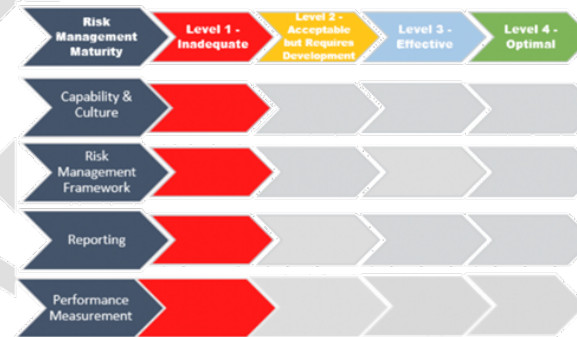 Risk
Management
Maturity
Level 1 -
Inadequate
Level 2 -
Acceptable
but Requires
Development
Level 3 -
Effective
Level 4 -
Optimal
Capability &
Culture
Risk
Management
Framework
Reporting
Performance
Measurement